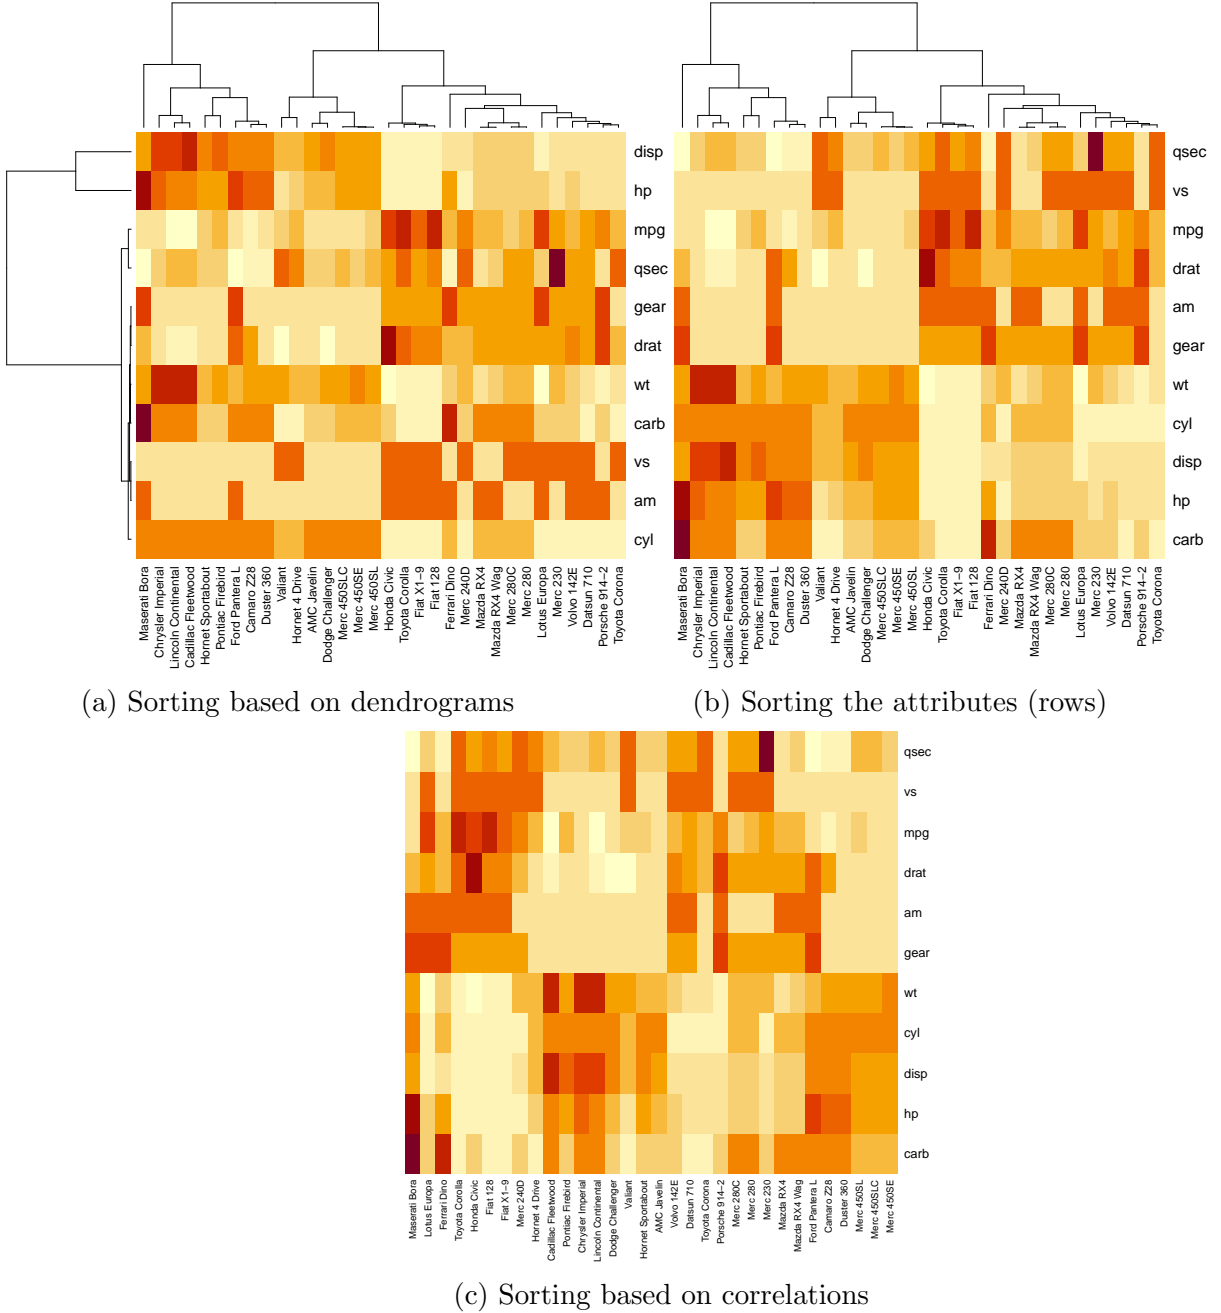 disp
hp
mpg
qsec
gear
drat
wt
carb
vs
am
cyl
Maserati Bora
Chrysler Imperial
Lincoln Continental
Cadillac Fleetwood
Hornet Sportabout
Pontiac Firebird
Ford Pantera L
Camaro Z28
Duster 360
Valiant
Hornet 4 Drive
AMC Javelin
Dodge Challenger
Merc 450SLC
Merc 450SE
Merc 450SL
Honda Civic
Toyota Corolla
Fiat X1−9
Fiat 128
Ferrari Dino
Merc 240D
Mazda RX4
Mazda RX4 Wag
Merc 280C
Merc 280
Lotus Europa
Merc 230
Volvo 142E
Datsun 710
Porsche 914−2
Toyota Corona
(a) Sorting based on dendrograms
qsec
vs
mpg
drat
am
gear
wt
cyl
disp
hp
carb
Maserati Bora
Chrysler Imperial
Lincoln Continental
Cadillac Fleetwood
Hornet Sportabout
Pontiac Firebird
Ford Pantera L
Camaro Z28
Duster 360
Valiant
Hornet 4 Drive
AMC Javelin
Dodge Challenger
Merc 450SLC
Merc 450SE
Merc 450SL
Honda Civic
Toyota Corolla
Fiat X1−9
Fiat 128
Ferrari Dino
Merc 240D
Mazda RX4
Mazda RX4 Wag
Merc 280C
Merc 280
Lotus Europa
Merc 230
Volvo 142E
Datsun 710
Porsche 914−2
Toyota Corona
(b) Sorting the attributes (rows)
qsec
vs
mpg
drat
am
gear
wt
cyl
disp
hp
carb
Maserati Bora
Lotus Europa
Ferrari Dino
Toyota Corolla
Honda Civic
Fiat 128
Fiat X1−9
Merc 240D
Hornet 4 Drive
Cadillac Fleetwood
Pontiac Firebird
Chrysler Imperial
Lincoln Continental
Dodge Challenger
Valiant
Hornet Sportabout
AMC Javelin
Volvo 142E
Datsun 710
Toyota Corona
Porsche 914−2
Merc 280C
Merc 280
Merc 230
Mazda RX4
Mazda RX4 Wag
Ford Pantera L
Camaro Z28
Duster 360
Merc 450SL
Merc 450SLC
Merc 450SE
(c) Sorting based on correlations